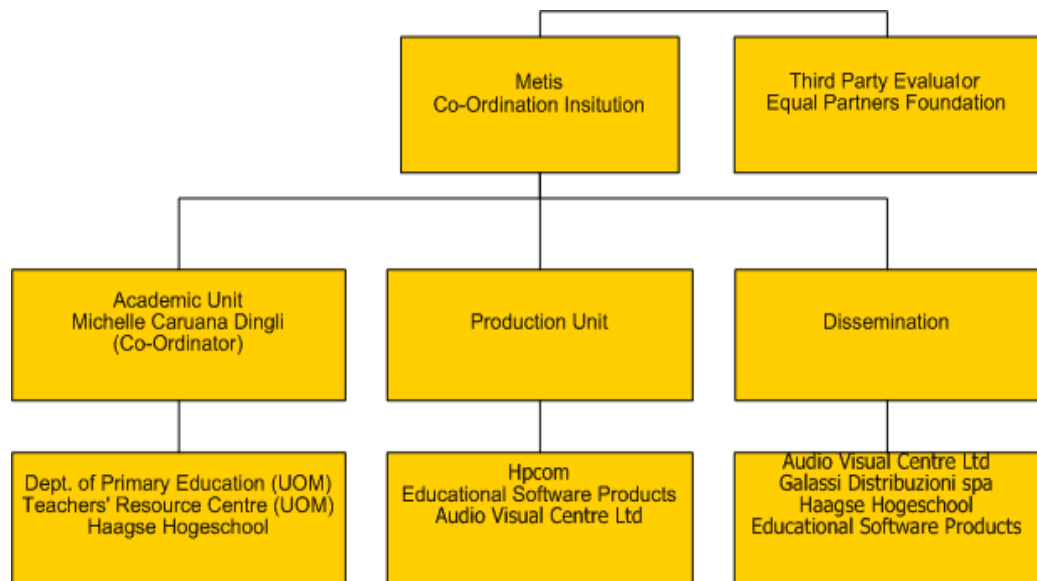 Metis
Co-Ordination Insitution
Third Party Evaluator
Equal Partners Foundation
Academic Unit
Michelle Caruana Dingli
(Co-Ordinator)
Production Unit
Dissemination
Dept. of Primary Education (UOM)
Teachers' Resource Centre (UOM)
Haagse Hogeschool
Hpcom
Educational Software Products
Audio Visual Centre Ltd
Audio Visual Centre Ltd
Galassi Distribuzioni spa
Haagse Hogeschool
Educational Software Products